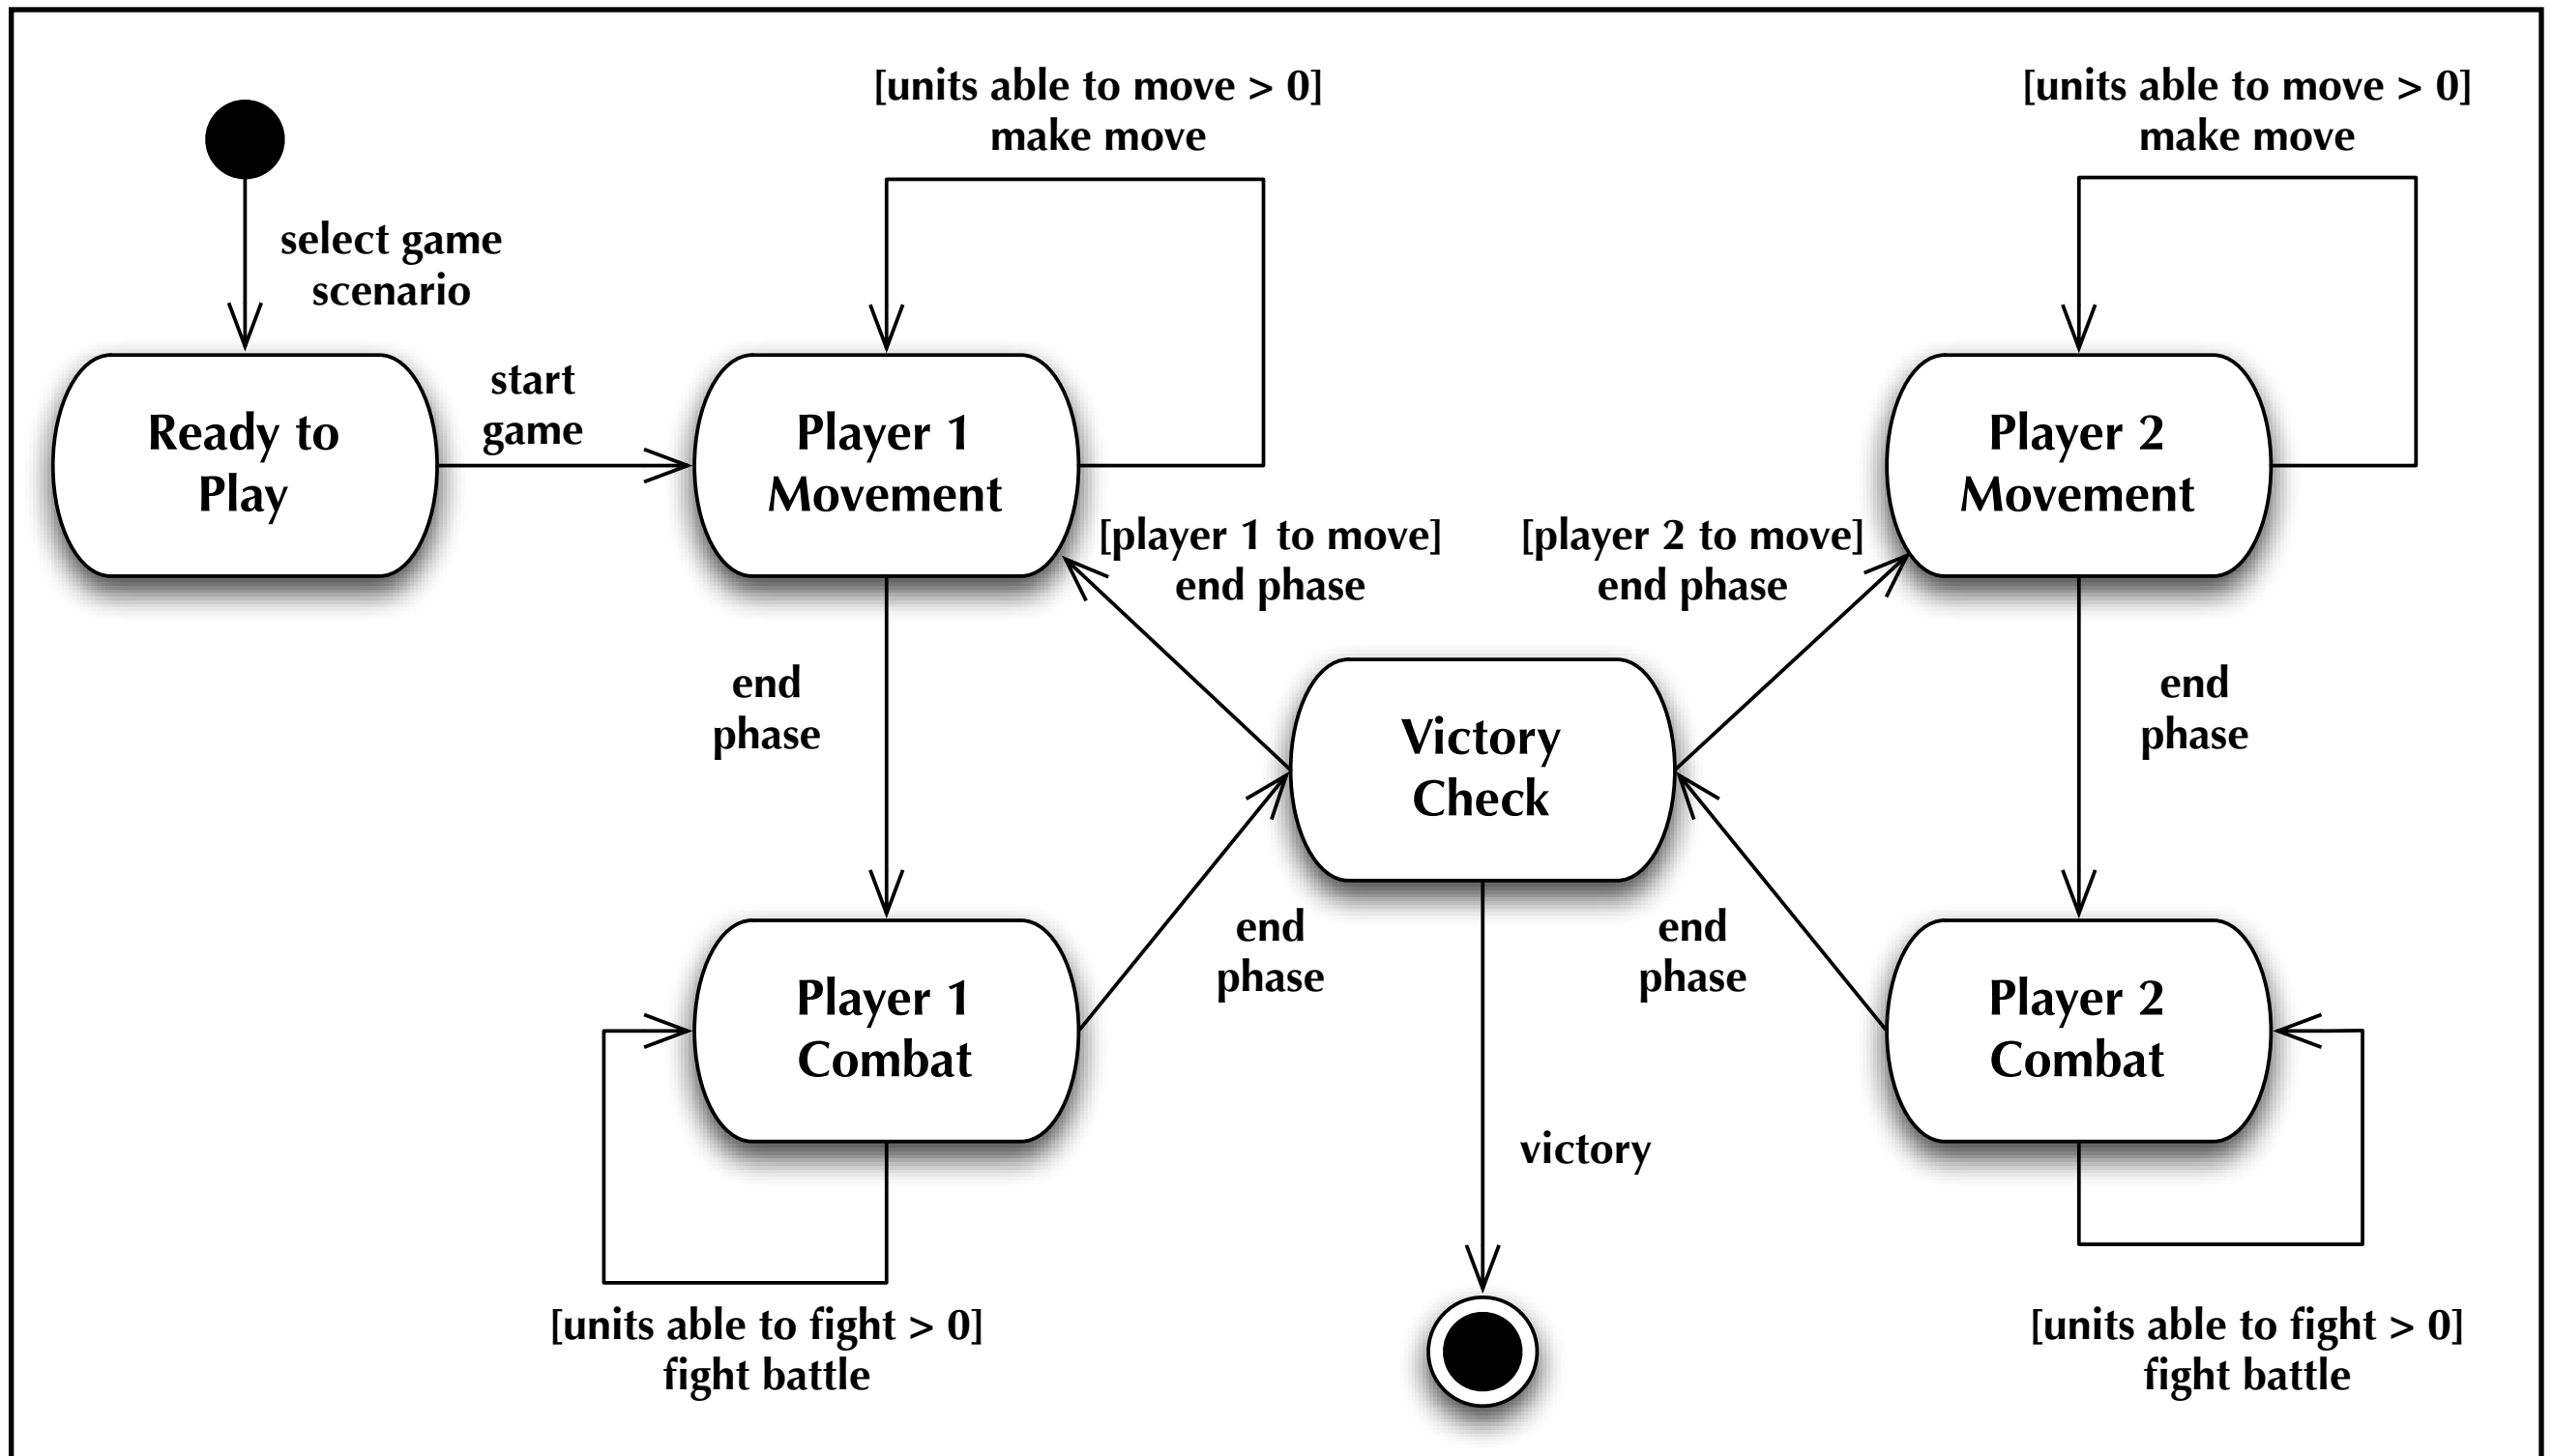 [units able to move > 0]
make move
[units able to move > 0]
make move
select game
scenario
start
game
Ready to
Play
Player 1
Movement
Player 2
Movement
[player 1 to move]
end phase
[player 2 to move]
end phase
end
phase
Victory
Check
end
phase
end
phase
end
phase
Player 1
Combat
Player 2
Combat
victory
[units able to fight > 0]
fight battle
[units able to fight > 0]
fight battle